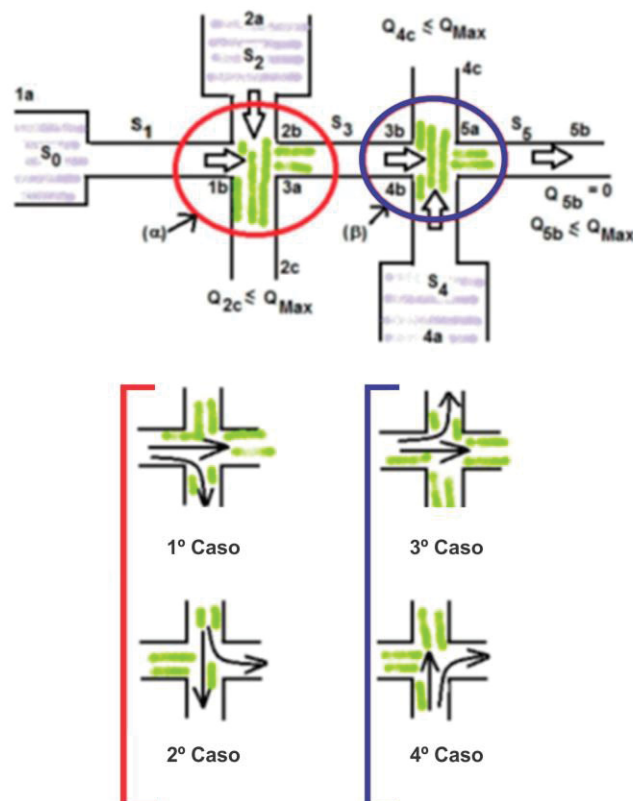 2a
Q4c ≤ QMax
S2
4c
1a
S1
2b
S3
3b
5a
S5
5b
S0
1b
3a
4b
Q5b = 0
(α)
(β)
Q5b ≤ QMax
2c
S4
Q2c ≤ QMax
4a
1º Caso
3º Caso
2º Caso
4º Caso